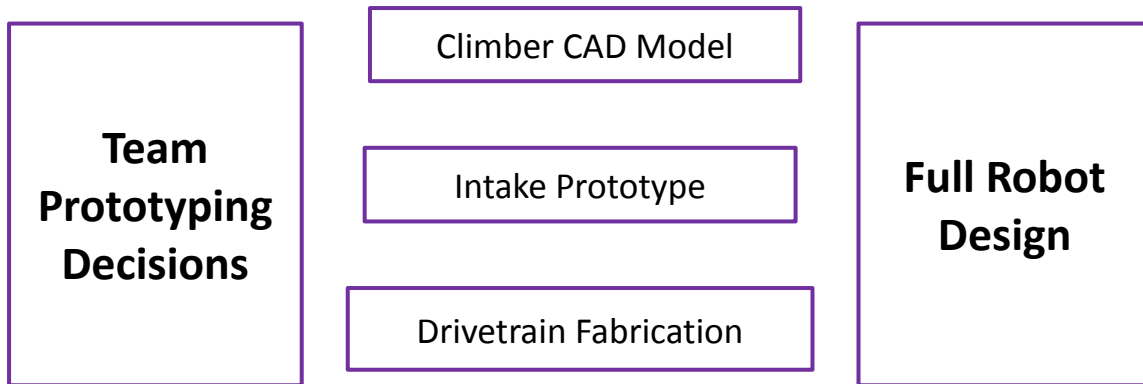 Team
Prototyping
Decisions
Climber CAD Model
Intake Prototype
Drivetrain Fabrication
Full Robot
Design